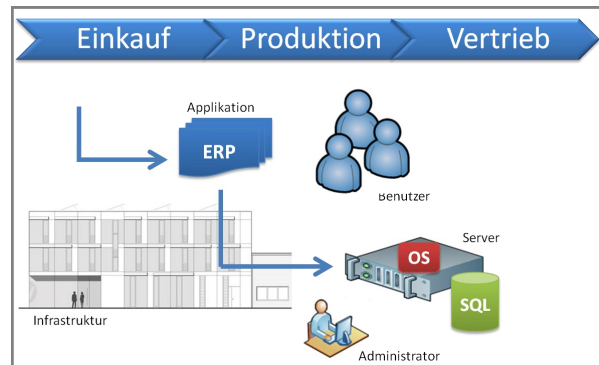 Einkauf Produktion Vertrieb
Applikation
ERP
Benutzer
Server
OS
SQL
Infrastruktur
Administrator